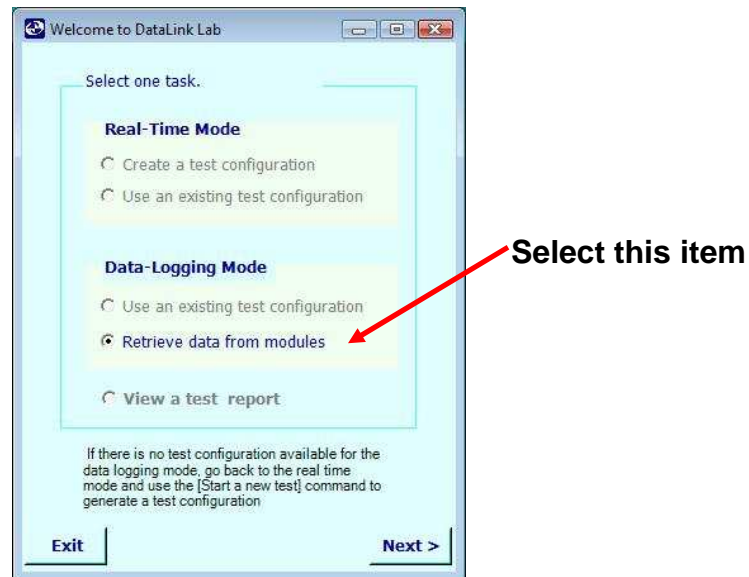 Welcome to DataLink Lab
Select one task.
Real-Time Mode
Create a test configuration
Use an existing test configuration
Data-Logging Mode
Use an existing test configuration
Retrieve data from modules
Select this item
View a test report
If there is no test configuration available for the
data logging mode, go back to the real time
mode and use the [Start a new test] command to
generate a test configuration
Exit
Next >